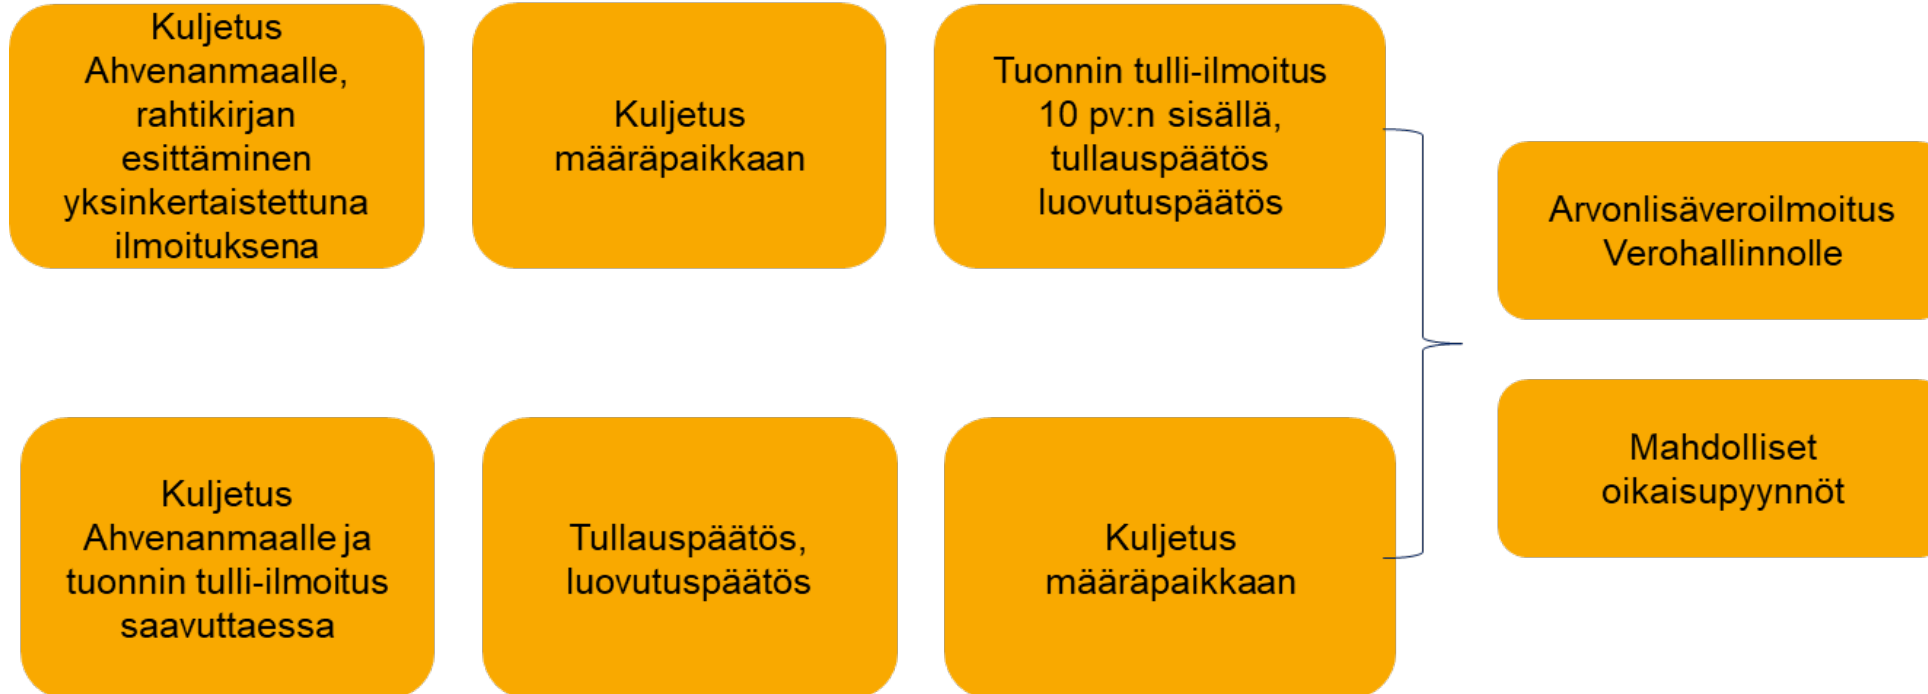 Kuljetus
Ahvenanmaalle,
rahtikirjan
esittäminen
yksinkertaistettuna
ilmoituksena
Kuljetus
määräpaikkaan
Tuonnin tulli-ilmoitus
10 pv:n sisällä,
tullauspäätös
luovutuspäätös
Kuljetus
Ahvenanmaalle ja
tuonnin tulli-ilmoitus
saavuttaessa
Tullauspäätös,
luovutuspäätös
Kuljetus
määräpaikkaan
Arvonlisäveroilmoitus
Verohallinnolle
Mahdolliset
oikaisupyynnöt